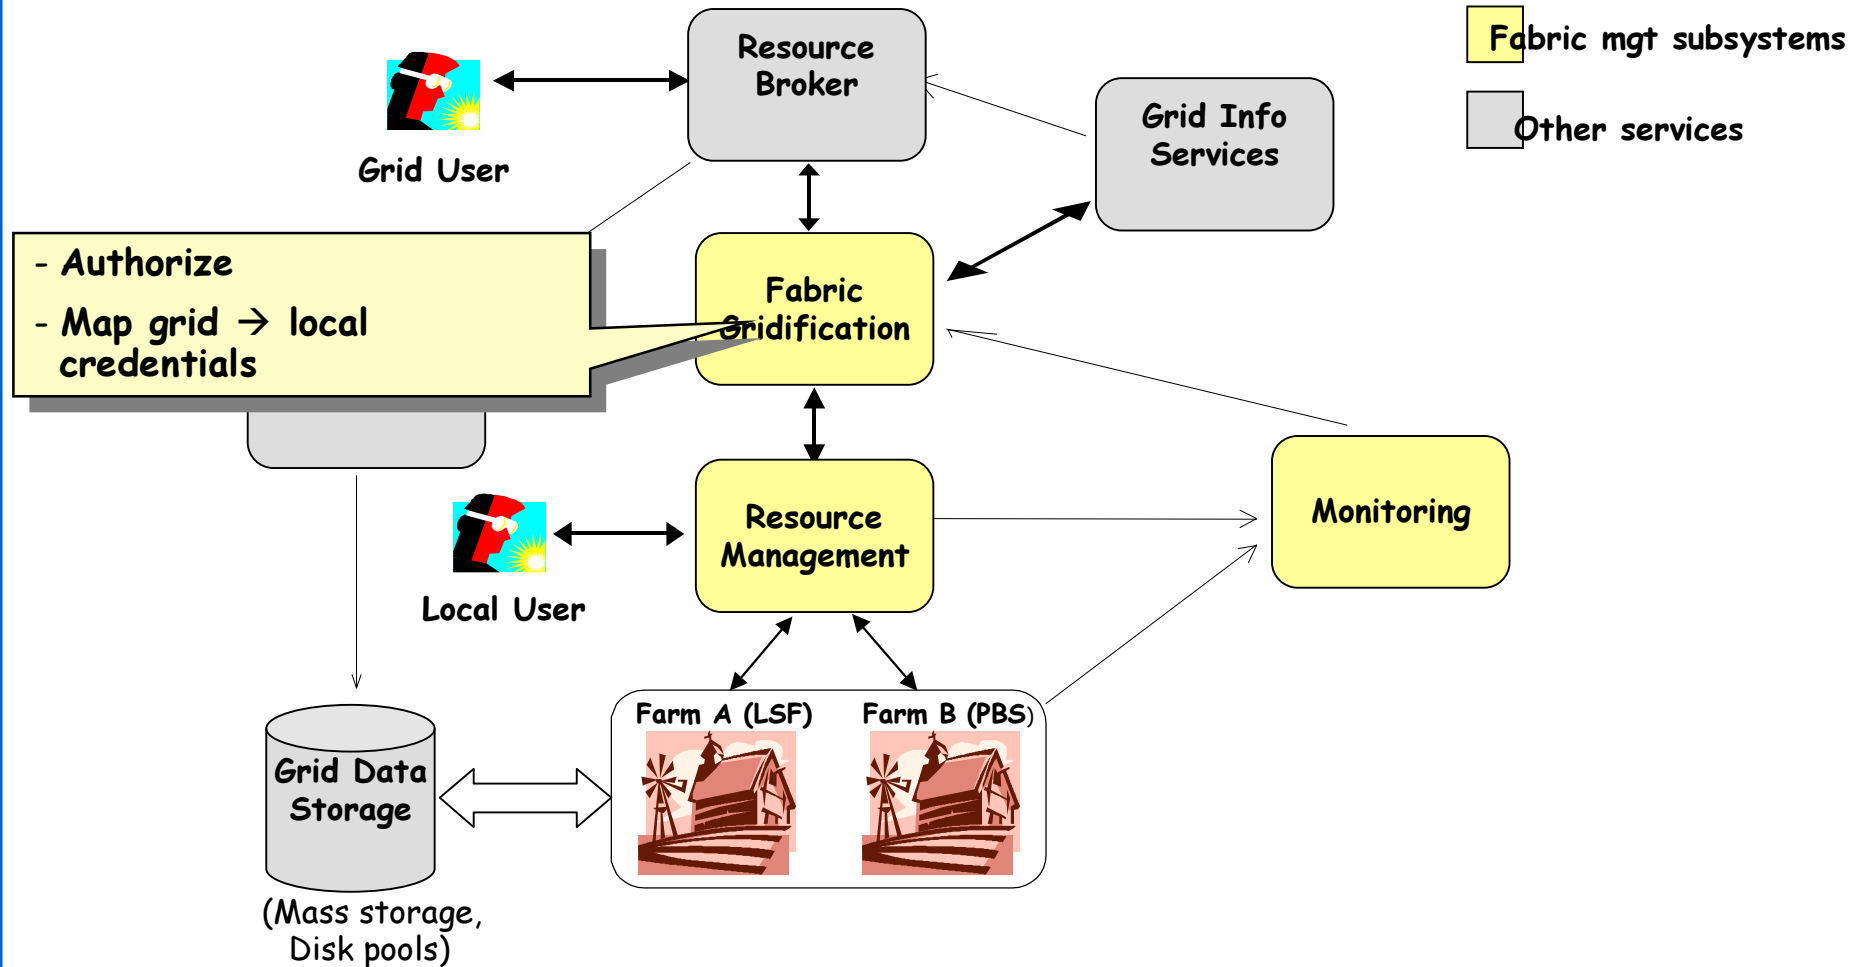 Resource
Broker
Fabric mgt subsystems
Grid Info
Services
Other services
Grid User
- Authorize
- Map grid → local
credentials
Fabric
Gridification
Resource
Management
Monitoring
Local User
Farm A (LSF)
Farm B (PBS)
Grid Data
Storage
(Mass storage,
Disk pools)